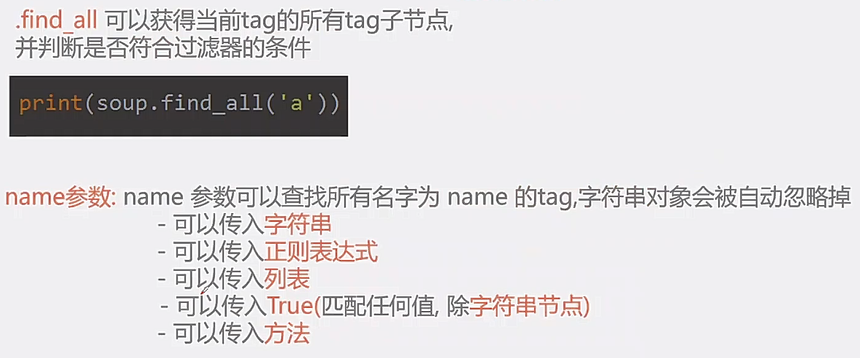 .find_all 可以获得当前tag的所有tag子节点,
并判断是否符合过滤器的条件
print(soup.find_all('a'))
name参数: name 参数可以查找所有名字为 name 的tag,字符串对象会被自动忽略掉
- 可以传入字符串
- 可以传入正则表达式
- 可以传入列表
- 可以传入True(匹配任何值, 除字符串节点)
- 可以传入方法